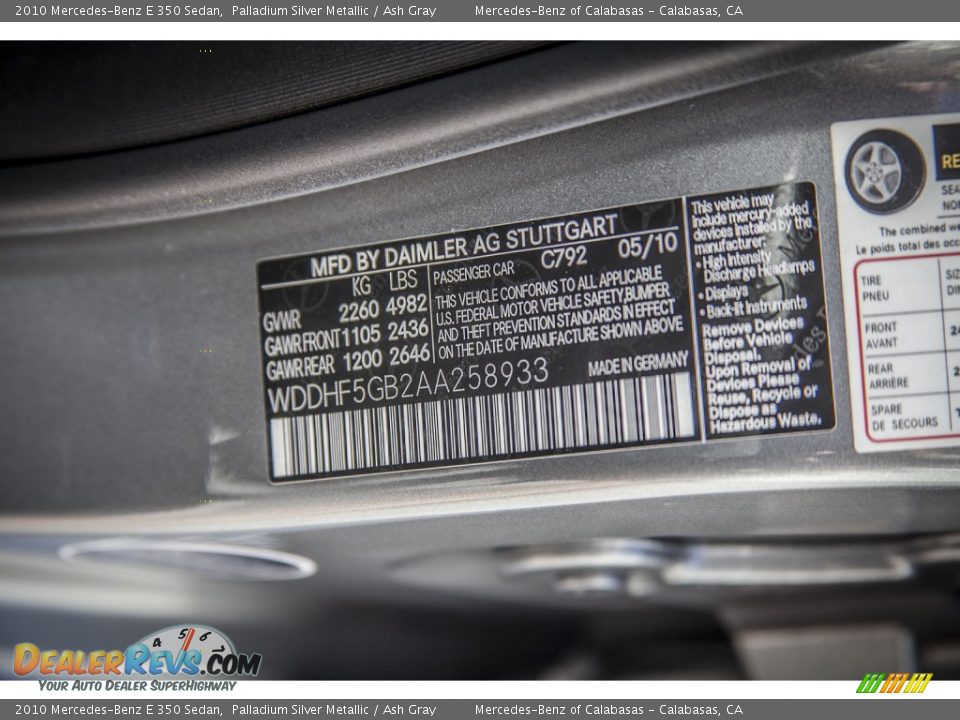 2010 Mercedes-Benz E 350 Sedan, Palladium Silver Metallic / Ash Gray Mercedes-Benz of Calabasas - Calabasas, CA
MFD BY DAIMLER AG STUTTGART
KG LBS
GVWR 2260 4982
GAWR FRONT 1105 2436
GAWR REAR 1200 2646
PASSENGER CAR C792 05/10
THIS VEHICLE CONFORMS TO ALL APPLICABLE
U.S. FEDERAL MOTOR VEHICLE SAFETY, BUMPER
AND THEFT PREVENTION STANDARDS IN EFFECT
ON THE DATE OF MANUFACTURE SHOWN ABOVE
WDDHF5GB2AA258933
MADE IN GERMANY
This vehicle may
include mercury-added
devices installed by the
manufacturer:
• High Intensity
Discharge Headlamps
• Displays
• Back-lit Instruments
Remove Devices
Before Vehicle
Disposal.
Upon Removal of
Devices Please
Reuse, Recycle or
Dispose as
Hazardous Waste.
The combined
Le poids total des
TIRE
PNEU
FRONT
AVANT
REAR
ARRIÈRE
SPARE
DE SECOURS
4 5 6
DealerRevs.com
Your Auto Dealer SuperHighway
2010 Mercedes-Benz E 350 Sedan, Palladium Silver Metallic / Ash Gray Mercedes-Benz of Calabasas - Calabasas, CA